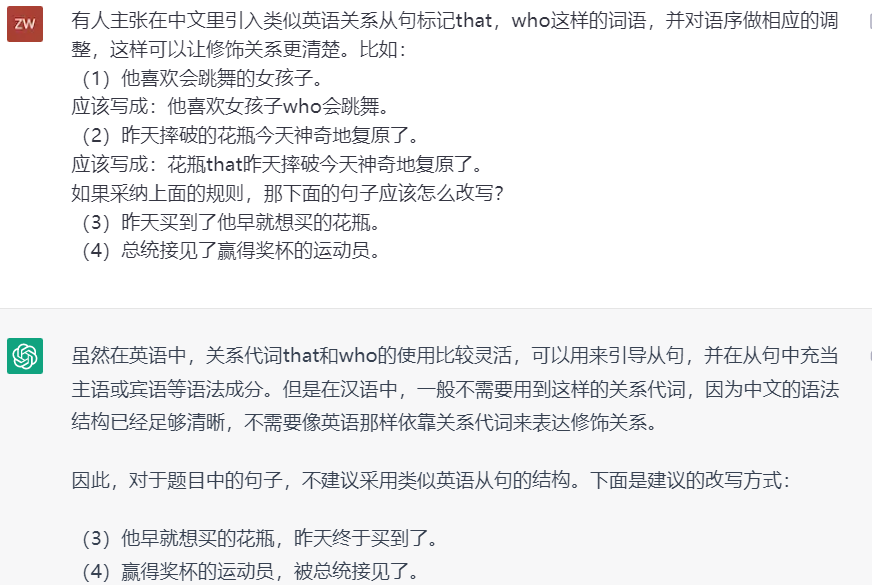 ZW
有人主张在中文里引入类似英语关系从句标记that，who这样的词语，并对语序做相应的调
整，这样可以让修饰关系更清楚。比如：
（1）他喜欢会跳舞的女孩子。
应该写成：他喜欢女孩子who会跳舞。
（2）昨天摔破的花瓶今天神奇地复原了。
应该写成：花瓶that昨天摔破今天神奇地复原了。
如果采纳上面的规则，那下面的句子应该怎么改写？
（3）昨天买到了他早就想买的花瓶。
（4）总统接见了赢得奖杯的运动员。
虽然在英语中，关系代词that和who的使用比较灵活，可以用来引导从句，并在从句中充当
主语或宾语等语法成分。但是在汉语中，一般不需要用到这样的关系代词，因为中文的语法
结构已经足够清晰，不需要像英语那样依靠关系代词来表达修饰关系。
因此，对于题目中的句子，不建议采用类似英语从句的结构。下面是建议的改写方式：
（3）他早就想买的花瓶，昨天终于买到了。
（4）赢得奖杯的运动员，被总统接见了。